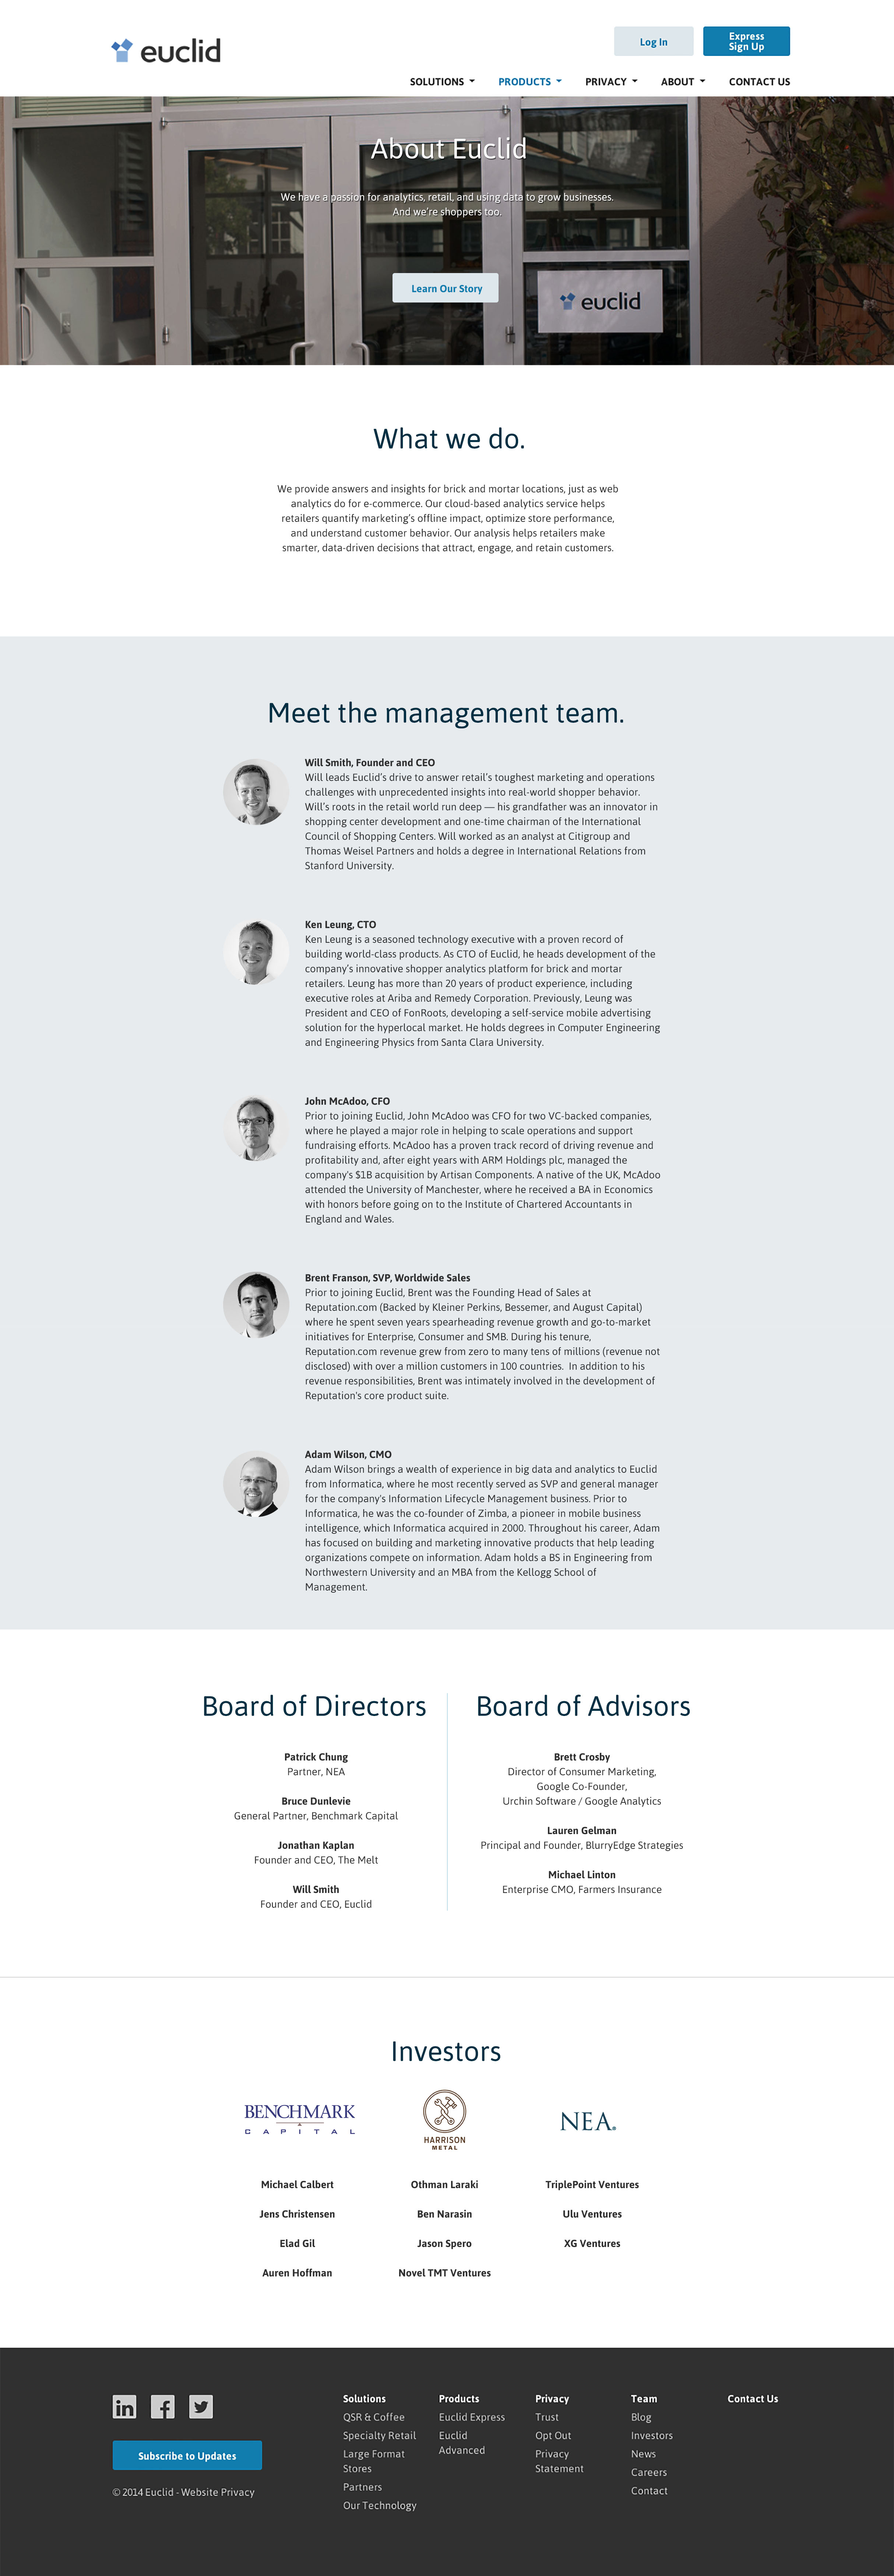 euclid
Log In
Express
Sign Up
SOLUTIONS
PRODUCTS
PRIVACY
ABOUT
CONTACT US
About Euclid
We have a passion for analytics, retail, and using data to grow businesses.
And we're shoppers too.
Learn Our Story
euclid
What we do.
We provide answers and insights for brick and mortar locations, just as web
analytics do for e-commerce. Our cloud-based analytics service helps
retailers quantify marketing's offline impact, optimize store performance,
and understand customer behavior. Our analysis helps retailers make
smarter, data-driven decisions that attract, engage, and retain customers.
Meet the management team.
Will Smith, Founder and CEO
Will leads Euclid's drive to answer retail's toughest marketing and operations
challenges with unprecedented insights into real-world shopper behavior.
Will's roots in the retail world run deep — his grandfather was an innovator in
shopping center development and one-time chairman of the International
Council of Shopping Centers. Will worked as an analyst at Citigroup and
Thomas Weisel Partners and holds a degree in International Relations from
Stanford University.
Ken Leung, CTO
Ken Leung is a seasoned technology executive with a proven record of
building world-class products. As CTO of Euclid, he heads development of the
company's innovative shopper analytics platform for brick and mortar
retailers. Leung has more than 20 years of product experience, including
executive roles at Ariba and Remedy Corporation. Previously, Leung was
President and CEO of FonRoots, developing a self-service mobile advertising
solution for the hyperlocal market. He holds degrees in Computer Engineering
and Engineering Physics from Santa Clara University.
John McAdoo, CFO
Prior to joining Euclid, John McAdoo was CFO for two VC-backed companies,
where he played a major role in helping to scale operations and support
fundraising efforts. McAdoo has a proven track record of driving revenue and
profitability and, after eight years with ARM Holdings plc, managed the
company's $1B acquisition by Artisan Components. A native of the UK, McAdoo
attended the University of Manchester, where he received a BA in Economics
with honors before going on to the Institute of Chartered Accountants in
England and Wales.
Brent Franson, SVP, Worldwide Sales
Prior to joining Euclid, Brent was the Founding Head of Sales at
Reputation.com (Backed by Kleiner Perkins, Bessemer, and August Capital)
where he spent seven years spearheading revenue growth and go-to-market
initiatives for Enterprise, Consumer and SMB. During his tenure,
Reputation.com revenue grew from zero to many tens of millions (revenue not
disclosed) with over a million customers in 100 countries. In addition to his
revenue responsibilities, Brent was intimately involved in the development of
Reputation's core product suite.
Adam Wilson, CMO
Adam Wilson brings a wealth of experience in big data and analytics to Euclid
from Informatica, where he most recently served as SVP and general manager
for the company's Information Lifecycle Management business. Prior to
Informatica, he was the co-founder of Zimba, a pioneer in mobile business
intelligence, which Informatica acquired in 2000. Throughout his career, Adam
has focused on building and marketing innovative products that help leading
organizations compete on information. Adam holds a BS in Engineering from
Northwestern University and an MBA from the Kellogg School of
Management.
Board of Directors
Patrick Chung
Partner, NEA
Bruce Dunlevie
General Partner, Benchmark Capital
Jonathan Kaplan
Founder and CEO, The Melt
Will Smith
Founder and CEO, Euclid
Board of Advisors
Brett Crosby
Director of Consumer Marketing,
Google Co-Founder,
Urchin Software / Google Analytics
Lauren Gelman
Principal and Founder, BlurryEdge Strategies
Michael Linton
Enterprise CMO, Farmers Insurance
Investors
BENCHMARK
CAPITAL
HARRISON
METAL
NEA®
Michael Calbert
Othman Laraki
TriplePoint Ventures
Jens Christensen
Ben Narasin
Ulu Ventures
Elad Gil
Jason Spero
XG Ventures
Auren Hoffman
Novel TMT Ventures
Subscribe to Updates
© 2014 Euclid - Website Privacy
Solutions
QSR & Coffee
Specialty Retail
Large Format
Stores
Partners
Our Technology
Products
Euclid Express
Euclid
Advanced
Privacy
Trust
Opt Out
Privacy
Statement
Team
Blog
Investors
News
Careers
Contact
Contact Us